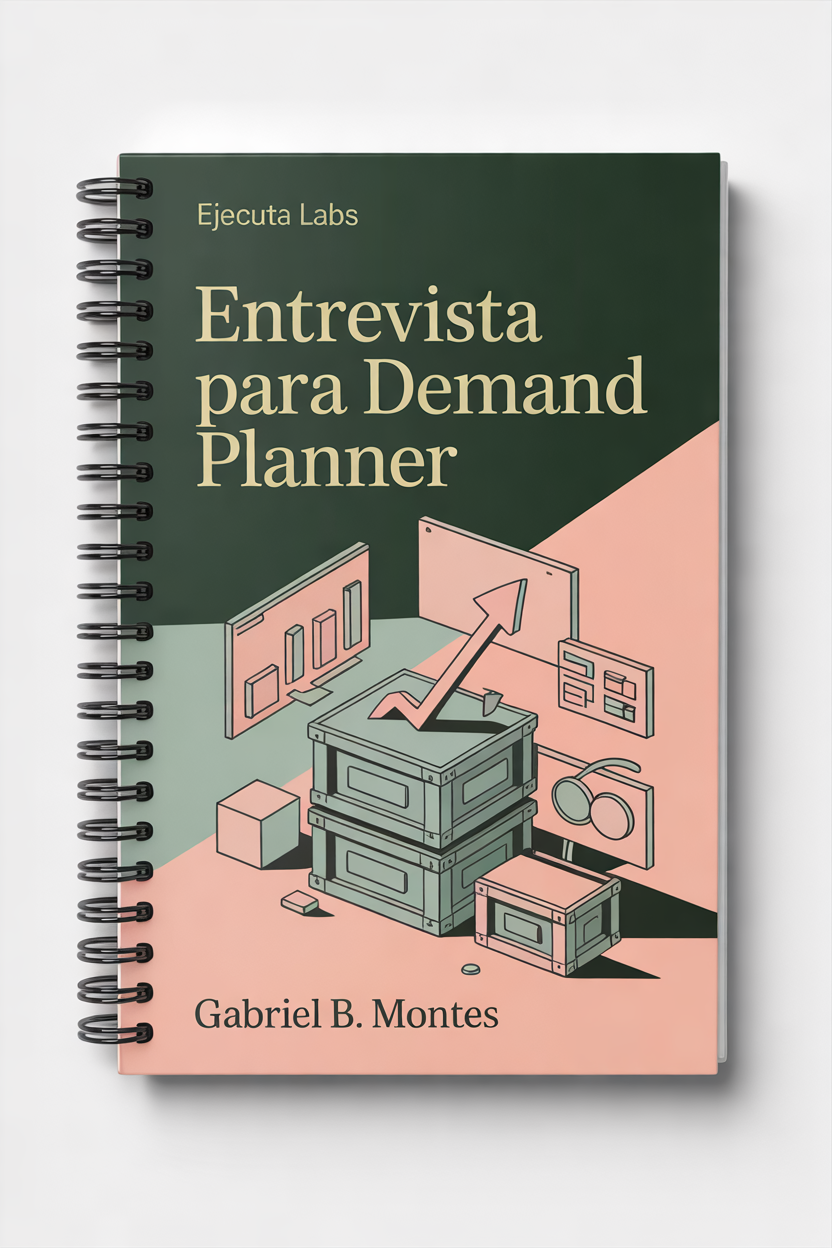 Ejecuta Labs
Entrevista
para Demand
Planner
Gabriel B. Montes